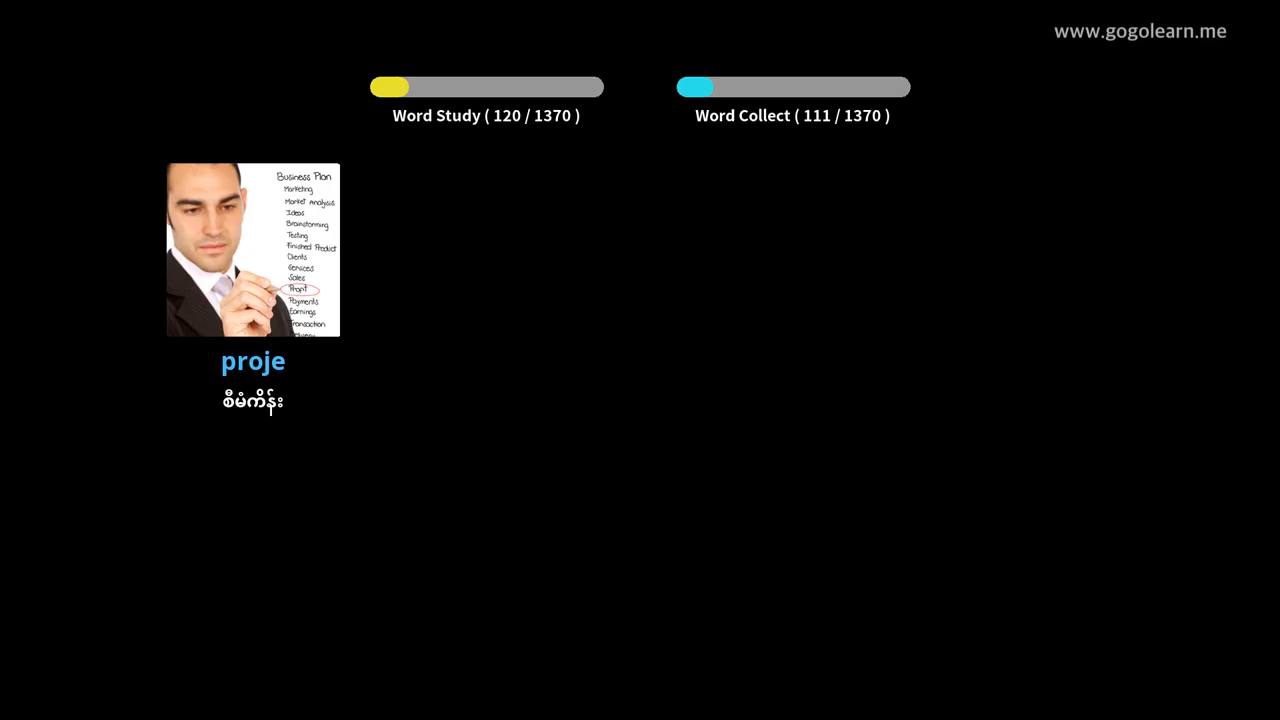 www.gogolearn.me
Word Study ( 120 / 1370 )
Word Collect ( 111 / 1370 )
Business Plan
Marketing
Market Analysis
Ideas
Brainstorming
Testing
Finished Product
Clients
Services
Sales
Profit
Payments
Earnings
Transaction
proje
စီမံကိန်း